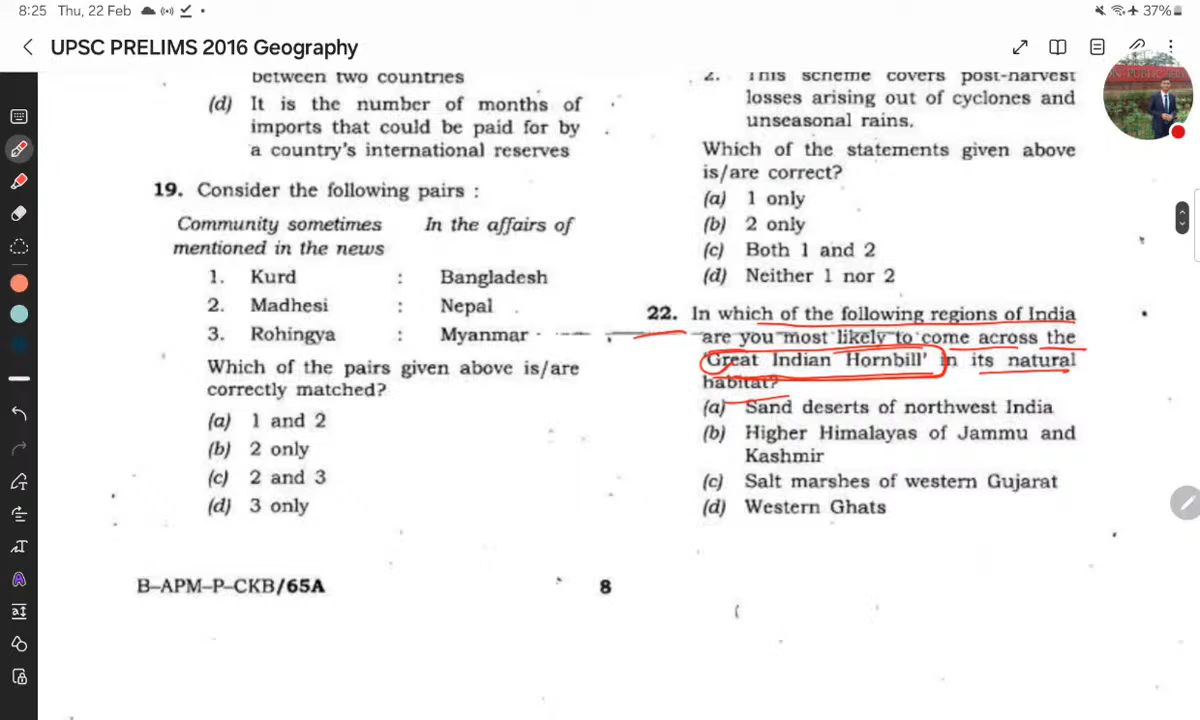 8:25 Thu, 22 Feb
37%
UPSC PRELIMS 2016 Geography
between two countries
(d) It is the number of months of
imports that could be paid for by
a country's international reserves
19. Consider the following pairs :
Community sometimes In the affairs of
mentioned in the news
1. Kurd : Bangladesh
2. Madhesi : Nepal
3. Rohingya : Myanmar
Which of the pairs given above is/are
correctly matched?
(a) 1 and 2
(b) 2 only
(c) 2 and 3
(d) 3 only
2. This scheme covers post-harvest
losses arising out of cyclones and
unseasonal rains.
Which of the statements given above
is/are correct?
(a) 1 only
(b) 2 only
(c) Both 1 and 2
(d) Neither 1 nor 2
22. In which of the following regions of India
are you most likely to come across the
'Great Indian Hornbill' in its natural
habitat?
(a) Sand deserts of northwest India
(b) Higher Himalayas of Jammu and
Kashmir
(c) Salt marshes of western Gujarat
(d) Western Ghats
B–APM–P–CKB/65A
8